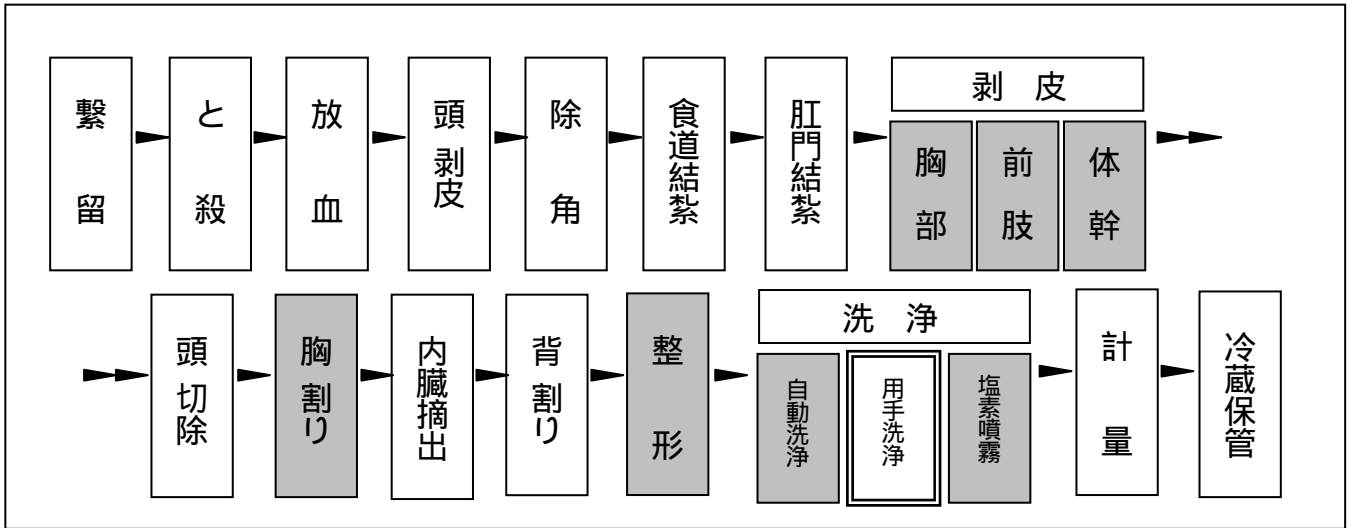 繋留
と殺
放血
頭剥皮
除角
食道結紮
肛門結紮
剥皮
胸部
前肢
体幹
頭切除
胸割り
内臓摘出
背割り
整形
洗浄
自動洗浄
用手洗浄
塩素噴霧
計量
冷蔵保管